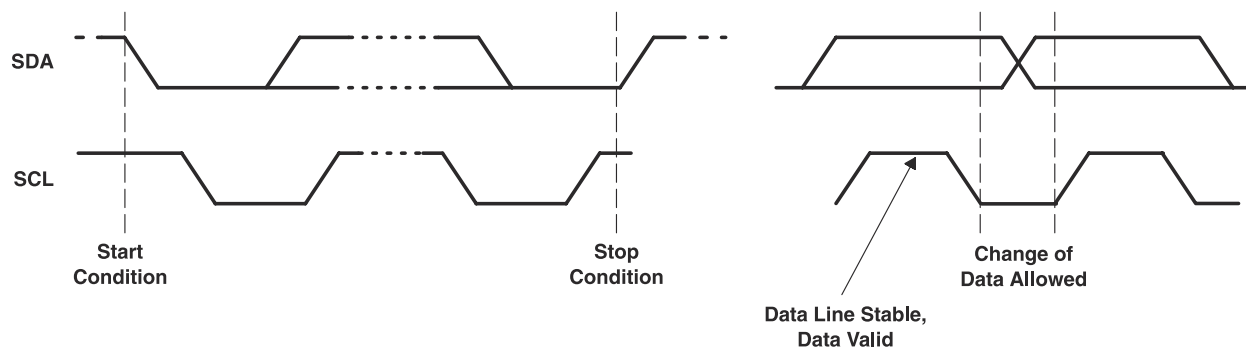 SDA
SCL
Start
Condition
Stop
Condition
Change of
Data Allowed
Data Line Stable,
Data Valid